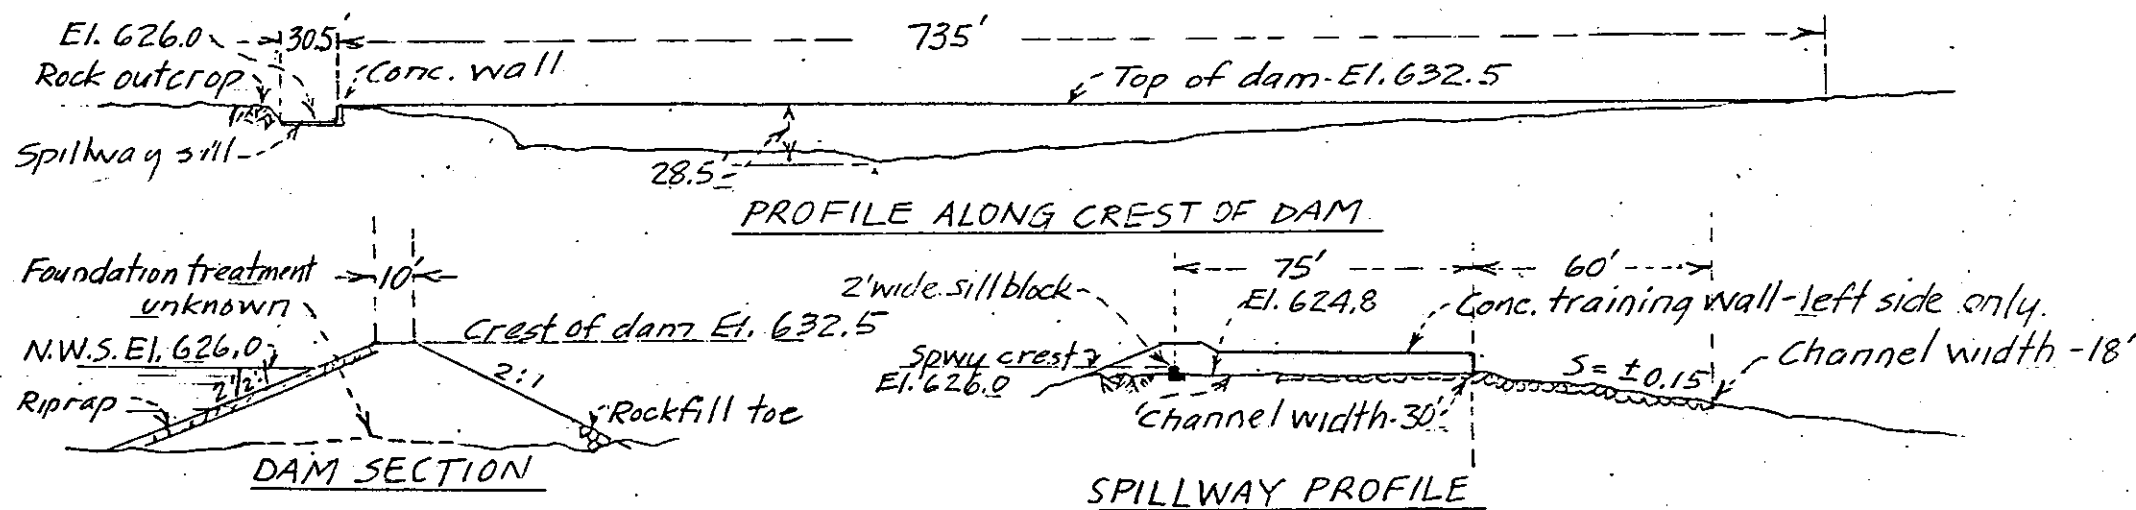 El. 626.0
30.5'
735'
Rock outcrop
Conc. wall
Top of dam-El. 632.5
Spillway sill
28.5'
PROFILE ALONG CREST OF DAM
Foundation treatment
unknown
10'
Crest of dam El. 632.5
N.W.S. El. 626.0
2½:1
2:1
Riprap
Rockfill toe
DAM SECTION
75'
60'
2' wide sill block
El. 624.8
Conc. training wall-left side only.
Spwy crest
El. 626.0
S= ±0.15
Channel width -18'
Channel width-30'
SPILLWAY PROFILE